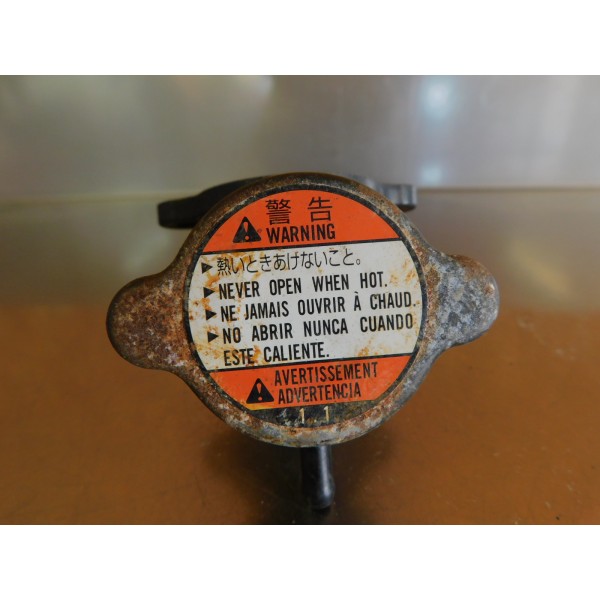 警告
WARNING
▶熱いときあけないこと。
▶NEVER OPEN WHEN HOT.
▶NE JAMAIS OUVRIR À CHAUD.
▶NO ABRIR NUNCA CUANDO
ESTE CALIENTE.
AVERTISSEMENT
ADVERTENCIA
1.1